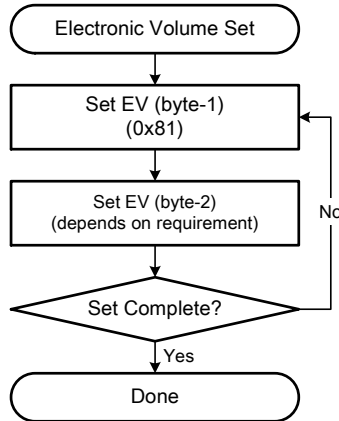 Electronic Volume Set
Set EV (byte-1)
(0x81)
Set EV (byte-2)
(depends on requirement)
No
Set Complete?
Yes
Done